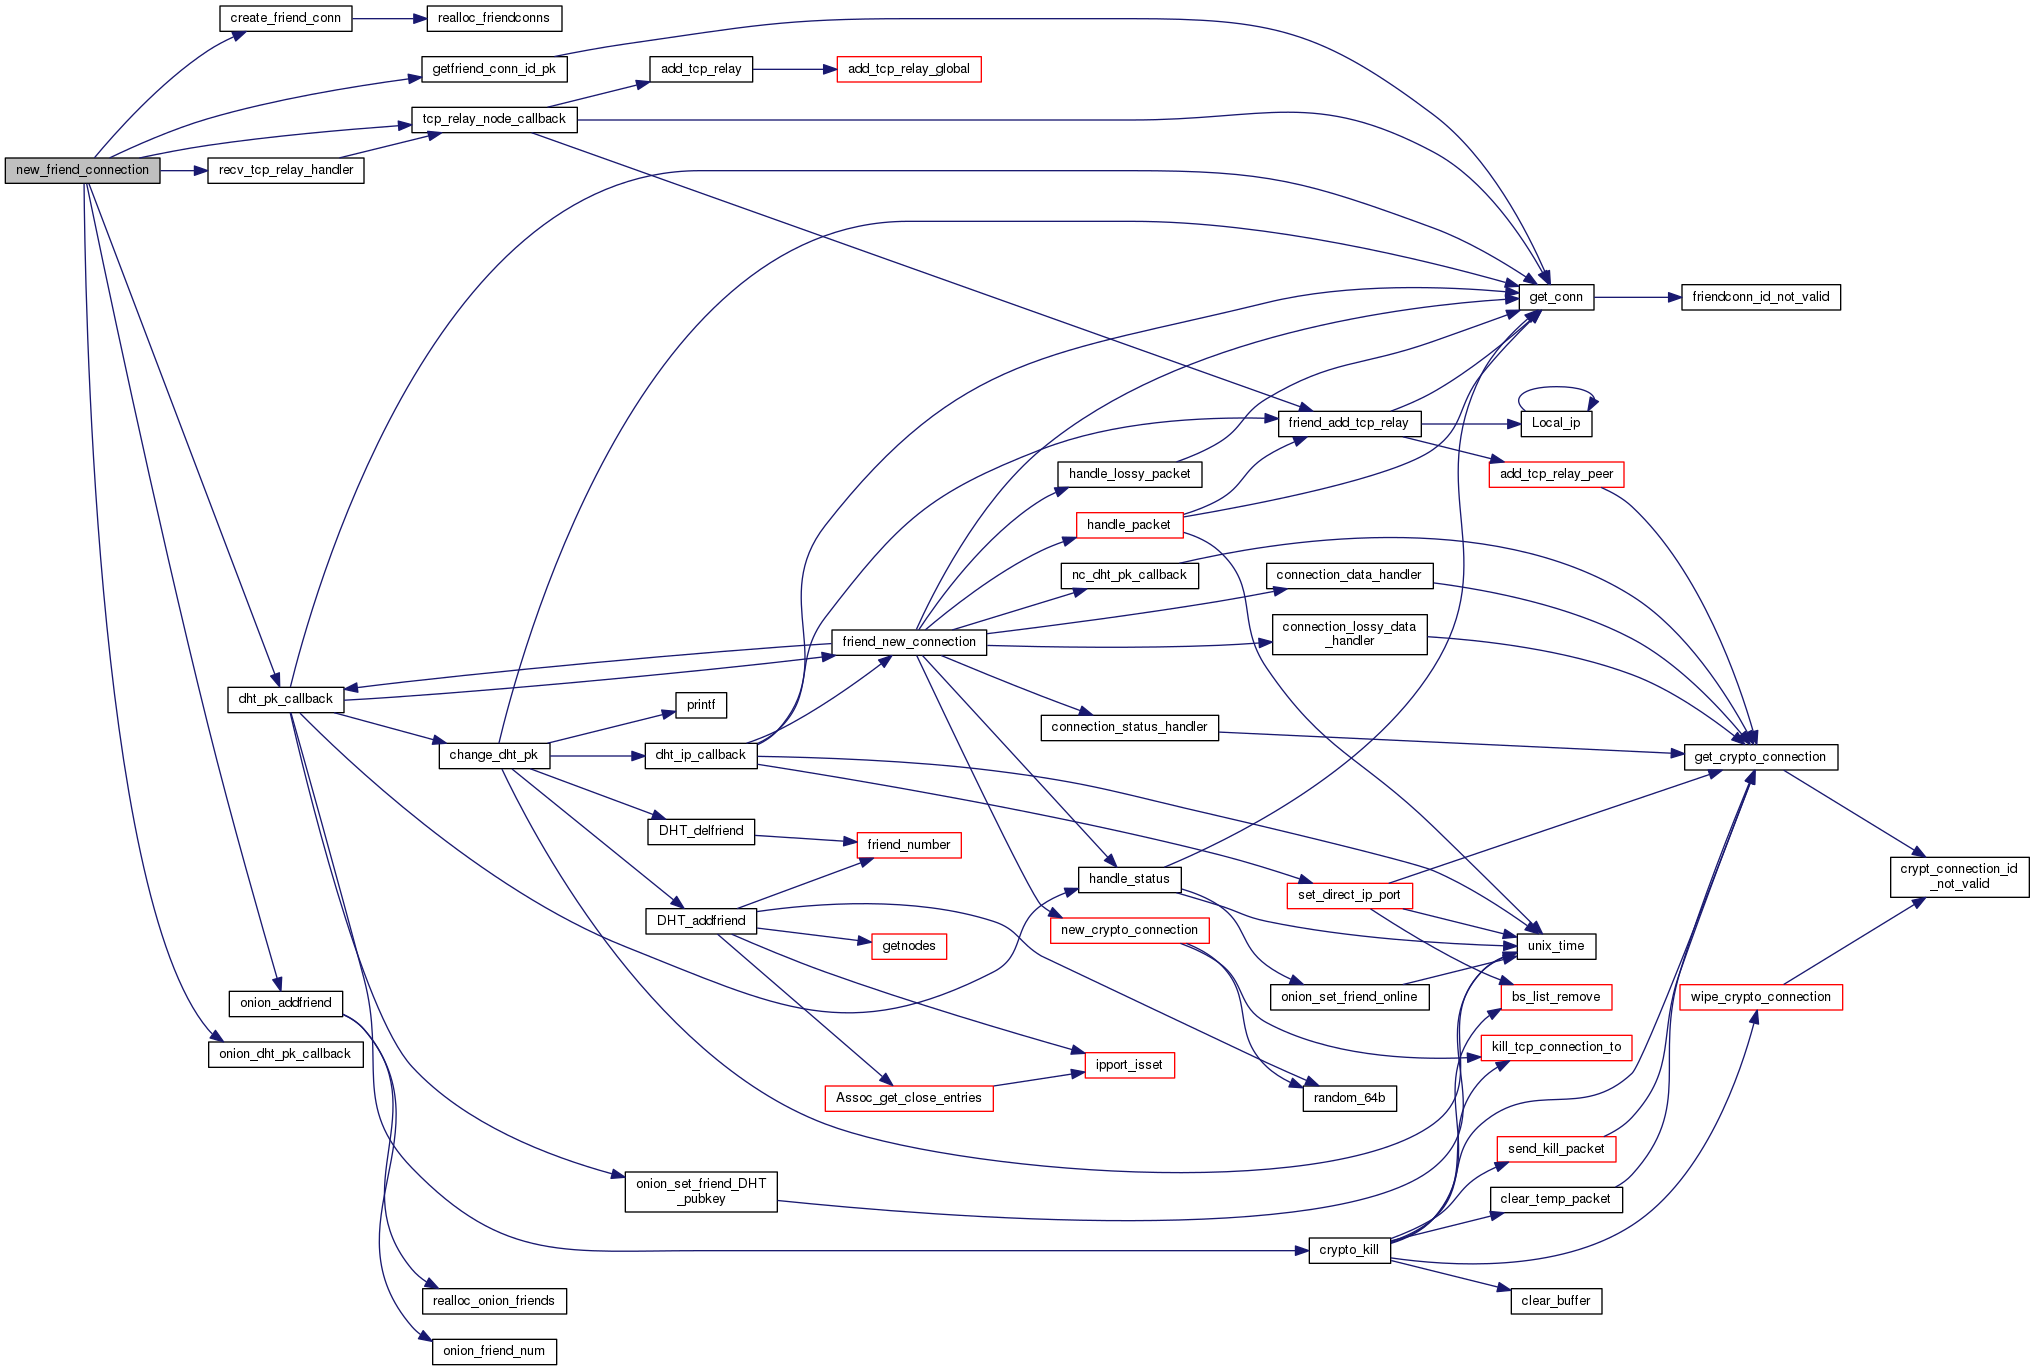 create_friend_conn
realloc_friendconns
getfriend_conn_id_pk
add_tcp_relay
add_tcp_relay_global
tcp_relay_node_callback
new_friend_connection
recv_tcp_relay_handler
get_conn
friendconn_id_not_valid
friend_add_tcp_relay
Local_ip
handle_lossy_packet
add_tcp_relay_peer
handle_packet
nc_dht_pk_callback
connection_data_handler
friend_new_connection
connection_lossy_data
_handler
dht_pk_callback
printf
connection_status_handler
change_dht_pk
dht_ip_callback
get_crypto_connection
DHT_delfriend
friend_number
handle_status
set_direct_ip_port
crypt_connection_id
_not_valid
DHT_addfriend
getnodes
new_crypto_connection
unix_time
onion_addfriend
onion_set_friend_online
bs_list_remove
wipe_crypto_connection
onion_dht_pk_callback
ipport_isset
kill_tcp_connection_to
Assoc_get_close_entries
random_64b
send_kill_packet
onion_set_friend_DHT
_pubkey
clear_temp_packet
crypto_kill
realloc_onion_friends
clear_buffer
onion_friend_num